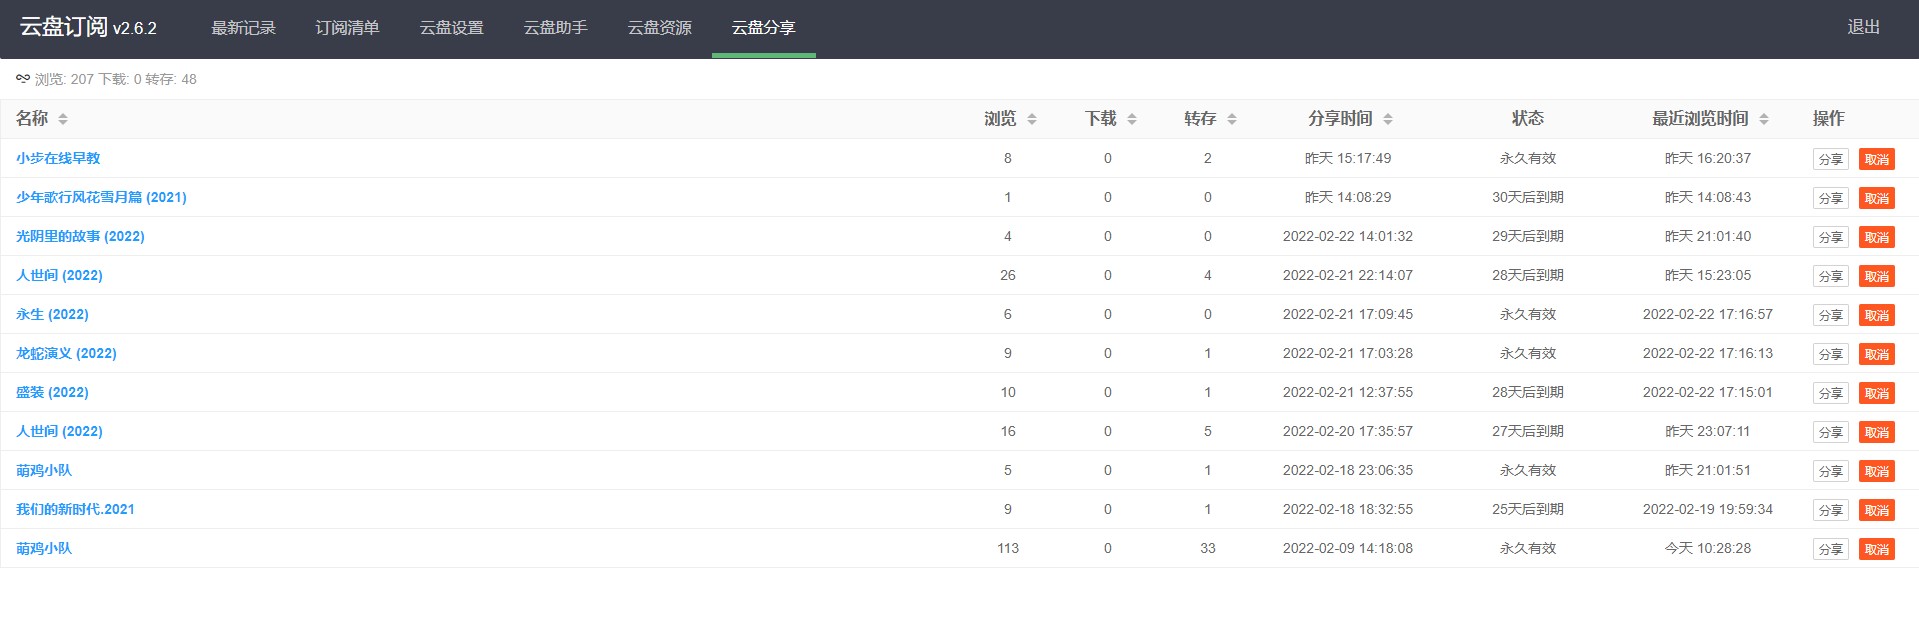 云盘订阅 v2.6.2 最新记录 订阅清单 云盘设置 云盘助手 云盘资源 云盘分享 退出
浏览: 207 下载: 0 转存: 48
名称 浏览 下载 转存 分享时间 状态 最近浏览时间 操作
小步在线早教 8 0 2 昨天 15:17:49 永久有效 昨天 16:20:37 分享 取消
少年歌行风花雪月篇 (2021) 1 0 0 昨天 14:08:29 30天后到期 昨天 14:08:43 分享 取消
光阴里的故事 (2022) 4 0 0 2022-02-22 14:01:32 29天后到期 昨天 21:01:40 分享 取消
人世间 (2022) 26 0 4 2022-02-21 22:14:07 28天后到期 昨天 15:23:05 分享 取消
永生 (2022) 6 0 0 2022-02-21 17:09:45 永久有效 2022-02-22 17:16:57 分享 取消
龙蛇演义 (2022) 9 0 1 2022-02-21 17:03:28 永久有效 2022-02-22 17:16:13 分享 取消
盛装 (2022) 10 0 1 2022-02-21 12:37:55 28天后到期 2022-02-22 17:15:01 分享 取消
人世间 (2022) 16 0 5 2022-02-20 17:35:57 27天后到期 昨天 23:07:11 分享 取消
萌鸡小队 5 0 1 2022-02-18 23:06:35 永久有效 昨天 21:01:51 分享 取消
我们的新时代.2021 9 0 1 2022-02-18 18:32:55 25天后到期 2022-02-19 19:59:34 分享 取消
萌鸡小队 113 0 33 2022-02-09 14:18:08 永久有效 今天 10:28:28 分享 取消